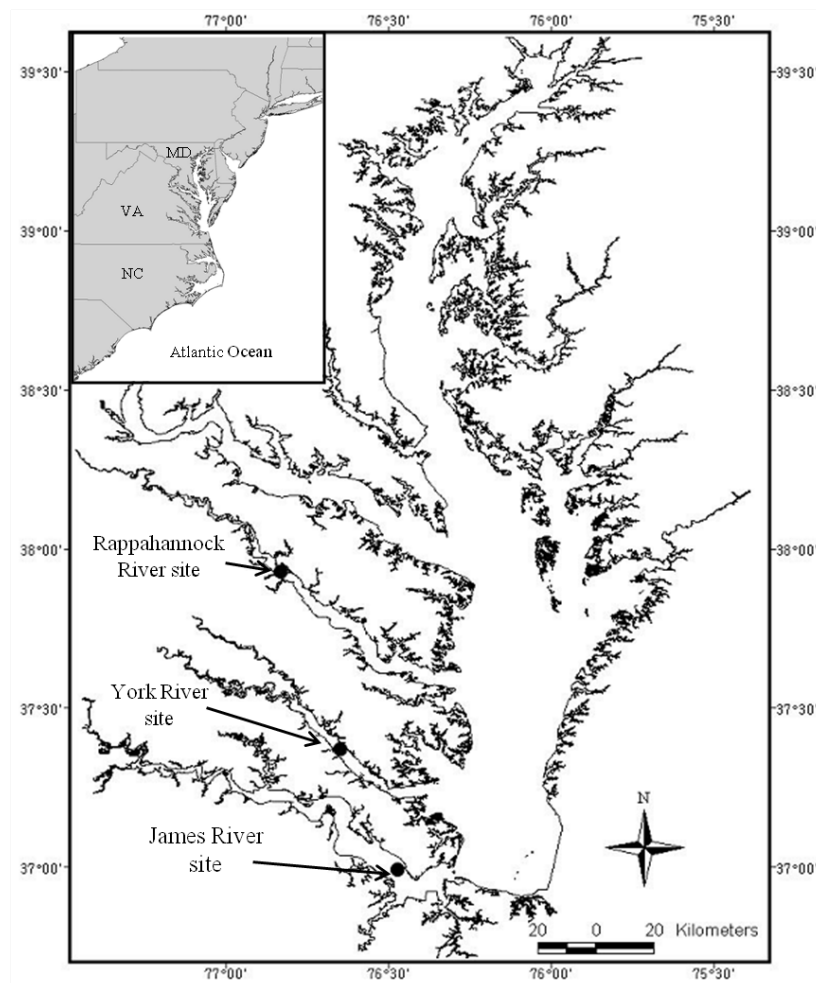 77°00'
76°30'
76°00'
75°30'
39°30'
39°30'
MD
VA
39°00'
39°00'
NC
Atlantic Ocean
38°30'
38°30'
38°00'
38°00'
Rappahannock
River site
37°30'
37°30'
York River
site
N
James River
site
37°00'
37°00'
20 0 20 Kilometers
77°00'
76°30'
76°00'
75°30'